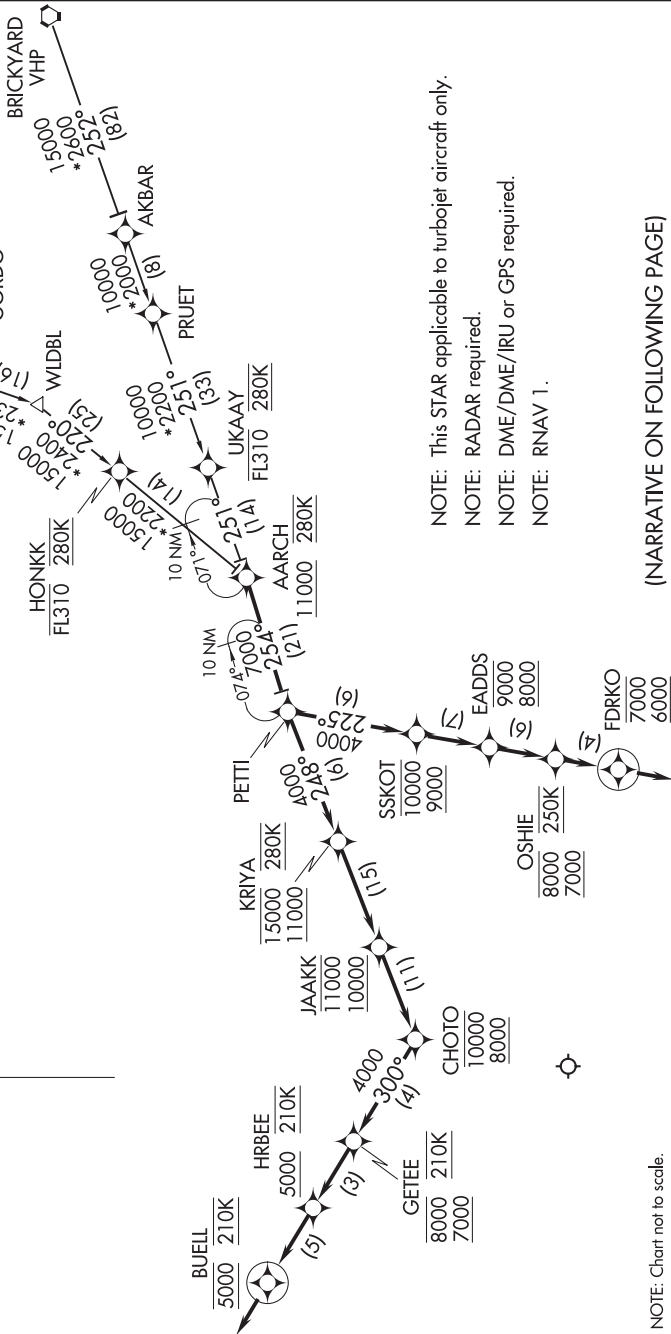 BRICKYARD
VHP
15000
*2600
252°
(82)
AKBAR
10000
*2000
(8)
PRUET
10000
*2200
251°
(33)
UKAAY
FL310 280K
251°
(14)
WLDBL
15000
*2400
220°
(25)
HONKK
FL310 280K
15000
*2200
(14)
10 NM
071°
AARCH
11000 280K
10 NM
074°
7000
254°
(21)
PETTI
4000
225°
(6)
SSKOT
10000
9000
(7)
EADDS
9000
8000
(6)
OSHIE
8000 250K
7000
(4)
FDRKO
7000
6000
4000
248°
(9)
KRIYA
15000 280K
11000
(15)
JAAKK
11000
10000
(11)
CHOTO
10000
8000
4000
300°
(4)
GETEE
8000 210K
7000
(3)
HRBEE
5000 210K
(5)
BUELL
5000 210K
NOTE: This STAR applicable to turbojet aircraft only.
NOTE: RADAR required.
NOTE: DME/DME/IRU or GPS required.
NOTE: RNAV 1.
(NARRATIVE ON FOLLOWING PAGE)
NOTE: Chart not to scale.